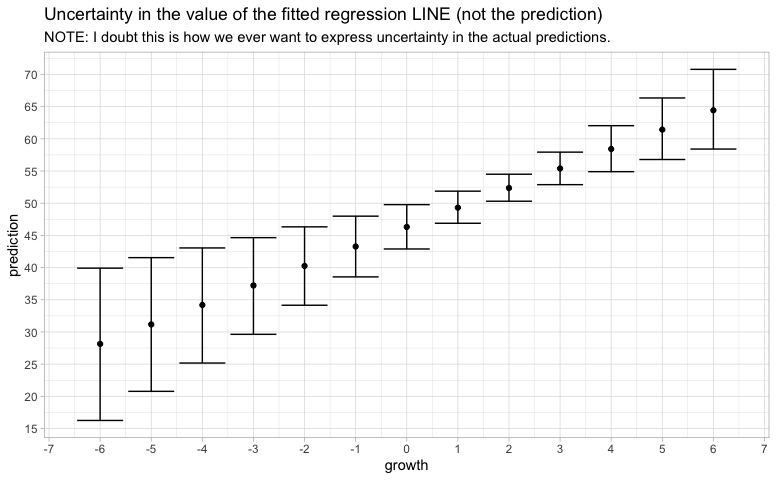 Uncertainty in the value of the fitted regression LINE (not the prediction)
NOTE: I doubt this is how we ever want to express uncertainty in the actual predictions.
prediction
70
65
60
55
50
45
40
35
30
25
20
15
-7 -6 -5 -4 -3 -2 -1 0 1 2 3 4 5 6 7
growth